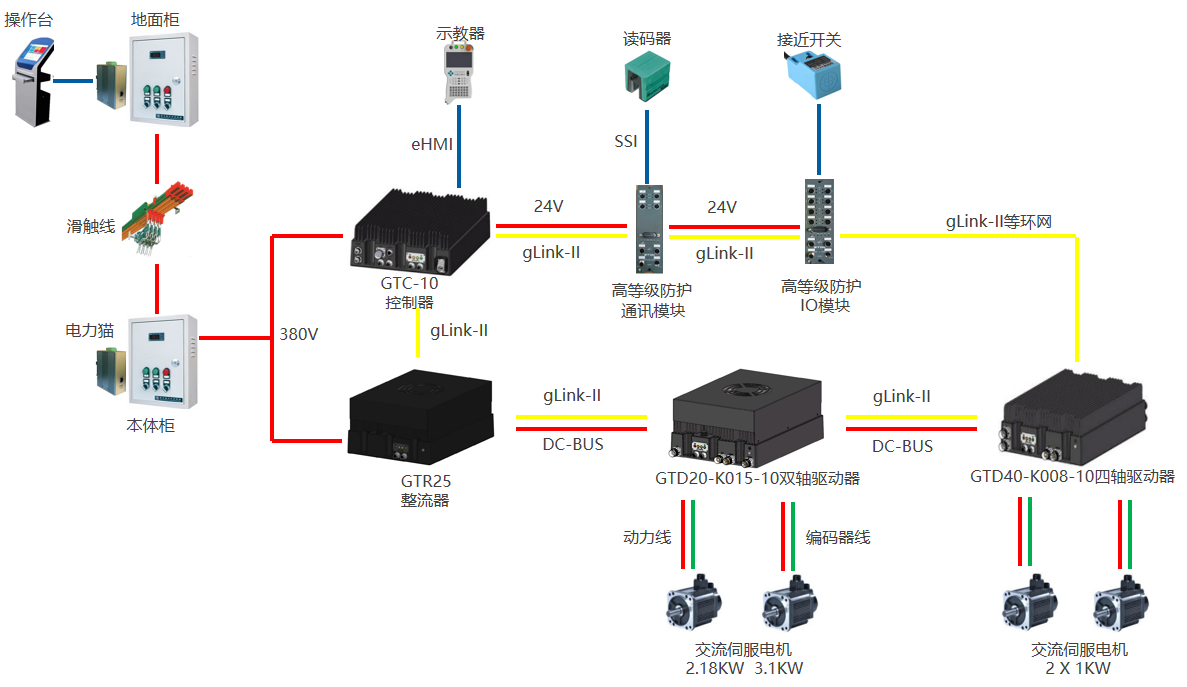 操作台
地面柜
示教器
读码器
接近开关
eHMI
SSI
滑触线
24V
24V
gLink-II等环网
gLink-II
gLink-II
GTC-10
控制器
高等级防护
通讯模块
高等级防护
IO模块
电力猫
380V
gLink-II
本体柜
gLink-II
DC-BUS
gLink-II
DC-BUS
GTR25
整流器
GTD20-K015-10双轴驱动器
GTD40-K008-10四轴驱动器
动力线
编码器线
交流伺服电机
2.18KW 3.1KW
交流伺服电机
2 X 1KW